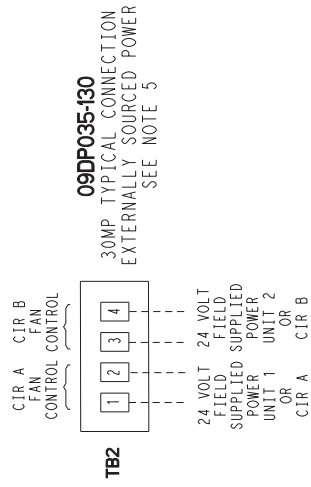 09DP035-130
30MP TYPICAL CONNECTION
EXTERNALLY SOURCED POWER
SEE NOTE 5
CIR A
FAN
CONTROL
CIR B
FAN
CONTROL
TB2
1
2
3
4
24 VOLT
FIELD
SUPPLIED
POWER
UNIT 1
OR
CIR A
24 VOLT
FIELD
SUPPLIED
POWER
UNIT 2
OR
CIR B